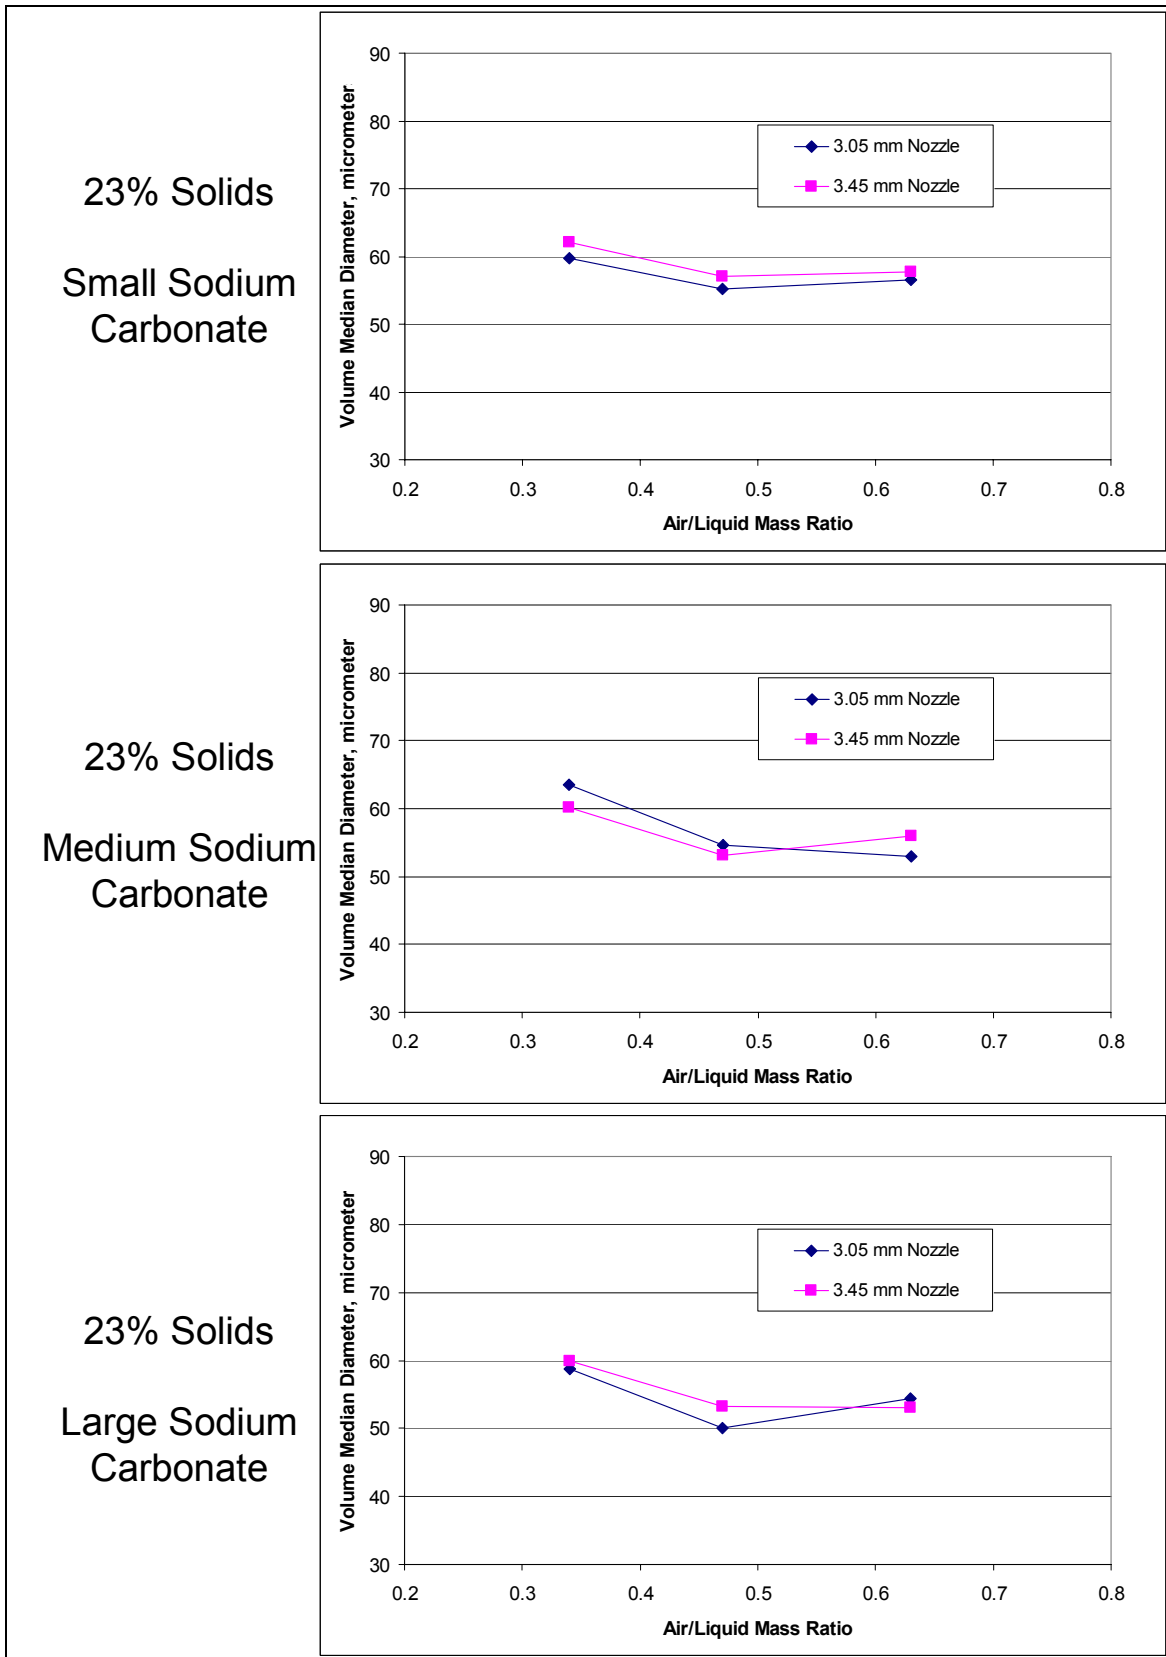 23% Solids
Small Sodium
Carbonate
Volume Median Diameter, micrometer
90
80
70
60
50
40
30
0.2 0.3 0.4 0.5 0.6 0.7 0.8
Air/Liquid Mass Ratio
3.05 mm Nozzle
3.45 mm Nozzle
23% Solids
Medium Sodium
Carbonate
Volume Median Diameter, micrometer
90
80
70
60
50
40
30
0.2 0.3 0.4 0.5 0.6 0.7 0.8
Air/Liquid Mass Ratio
3.05 mm Nozzle
3.45 mm Nozzle
23% Solids
Large Sodium
Carbonate
Volume Median Diameter, micrometer
90
80
70
60
50
40
30
0.2 0.3 0.4 0.5 0.6 0.7 0.8
Air/Liquid Mass Ratio
3.05 mm Nozzle
3.45 mm Nozzle